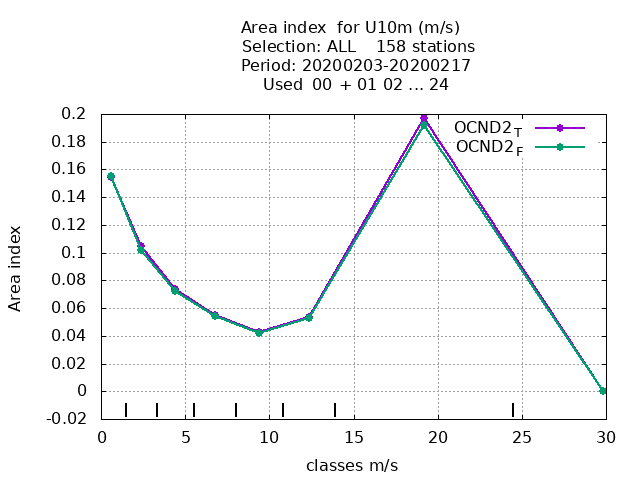 Area index  for U10m (m/s)
Selection: ALL    158 stations
Period: 20200203-20200217
Used  00 + 01 02 ... 24
0.2
0.18
0.16
0.14
0.12
0.1
0.08
0.06
0.04
0.02
0
-0.02
Area index
OCND2T
OCND2F
0 5 10 15 20 25 30
classes m/s